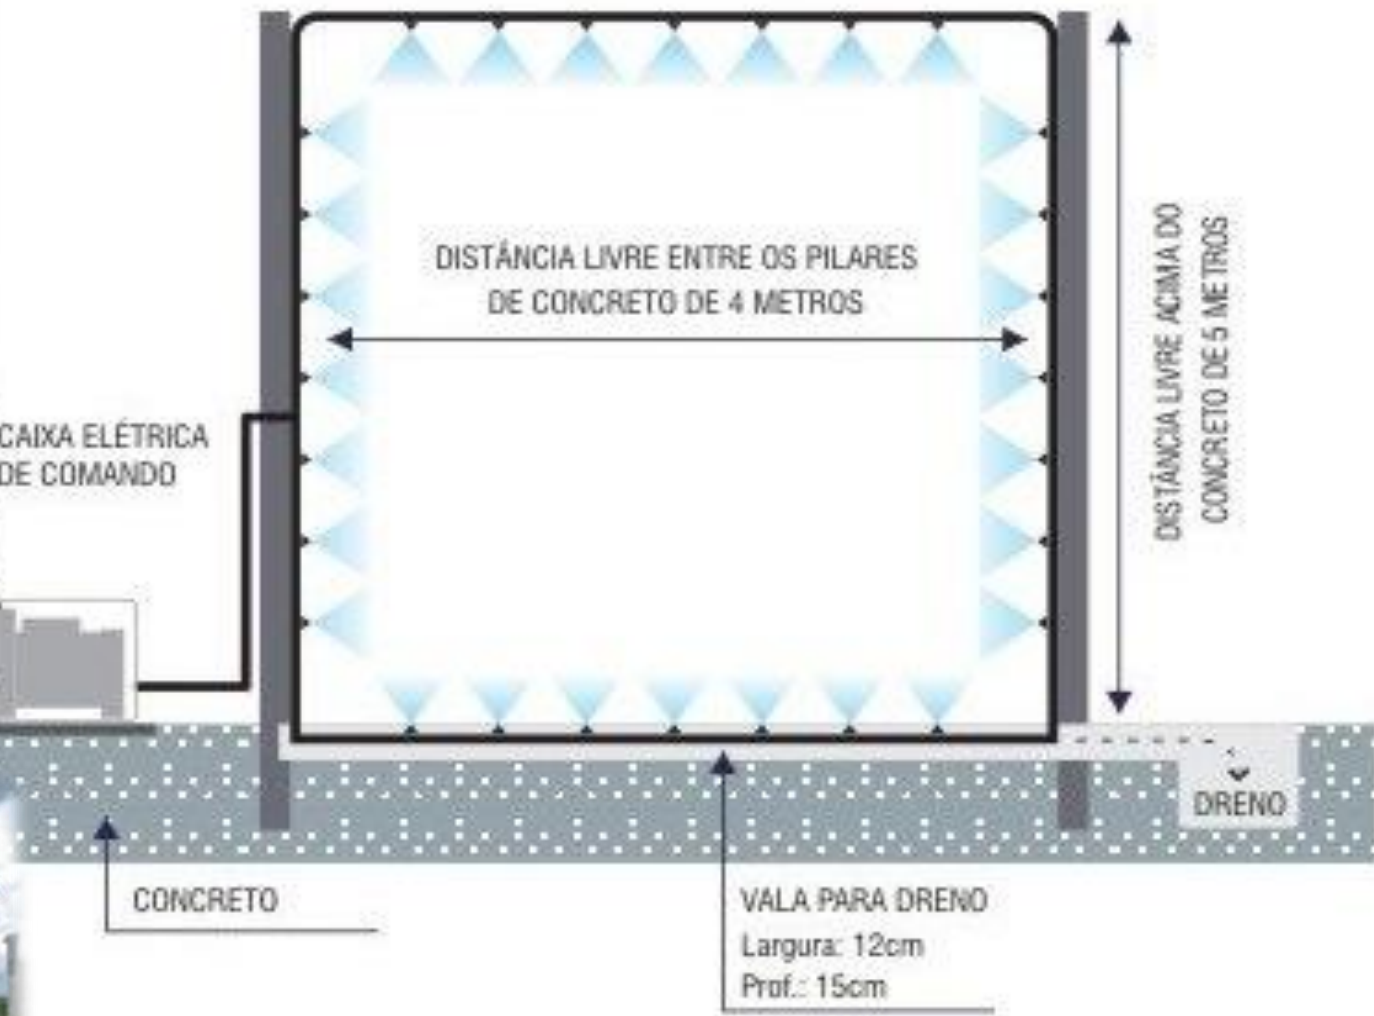 DISTÂNCIA LIVRE ENTRE OS PILARES
DE CONCRETO DE 4 METROS
DISTÂNCIA LIVRE ACIMA DO
CONCRETO DE 5 METROS
CAIXA ELÉTRICA
DE COMANDO
DRENO
CONCRETO
VALA PARA DRENO
Largura: 12cm
Prof.: 15cm